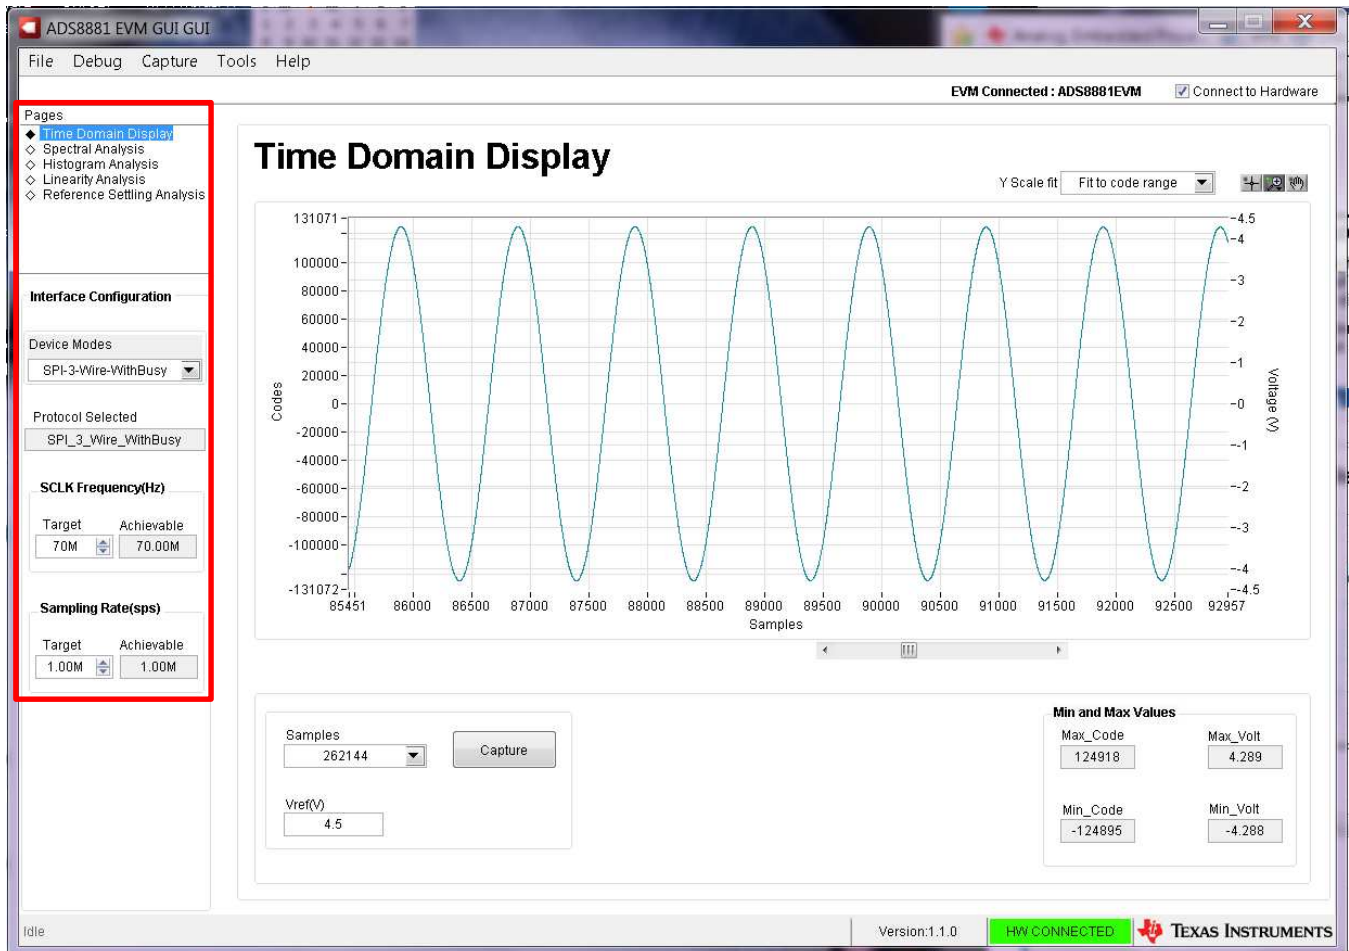 ADS8881 EVM GUI GUI
File Debug Capture Tools Help
EVM Connected : ADS8881EVM Connect to Hardware
Pages
Time Domain Display
Spectral Analysis
Histogram Analysis
Linearity Analysis
Reference Settling Analysis
Interface Configuration
Device Modes
SPI-3-Wire-WithBusy
Protocol Selected
SPI_3_Wire_WithBusy
SCLK Frequency(Hz)
Target Achievable
70M 70.00M
Sampling Rate(sps)
Target Achievable
1.00M 1.00M
Time Domain Display
Y Scale fit Fit to code range
131071
100000
80000
60000
40000
20000
0
-20000
-40000
-60000
-80000
-100000
-131072
Codes
4.5
4
3
2
1
0
-1
-2
-3
-4
-4.5
Voltage (V)
85451 86000 86500 87000 87500 88000 88500 89000 89500 90000 90500 91000 91500 92000 92500 92957
Samples
Samples
262144
Capture
Vref(V)
4.5
Min and Max Values
Max_Code Max_Volt
124918 4.289
Min_Code Min_Volt
-124895 -4.288
Idle Version:1.1.0 HW CONNECTED TEXAS INSTRUMENTS